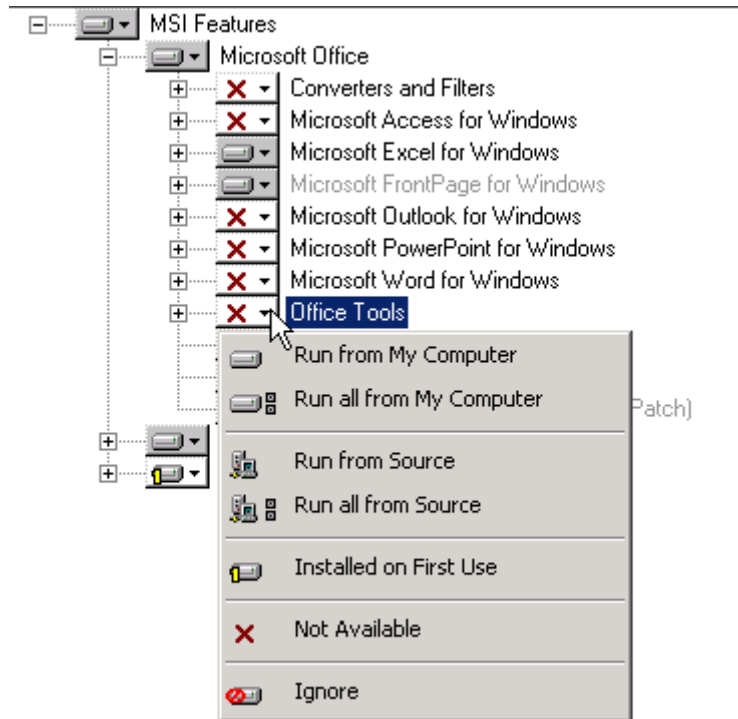 MSI Features
Microsoft Office
Converters and Filters
Microsoft Access for Windows
Microsoft Excel for Windows
Microsoft FrontPage for Windows
Microsoft Outlook for Windows
Microsoft PowerPoint for Windows
Microsoft Word for Windows
Office Tools
Run from My Computer
Run all from My Computer
Patch)
Run from Source
Run all from Source
Installed on First Use
Not Available
Ignore